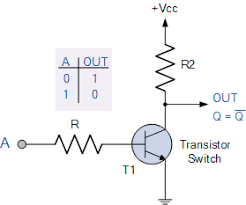 +Vcc
A OUT
0 1
1 0
R2
OUT
Q = Q̅
R
A
T1
Transistor
Switch